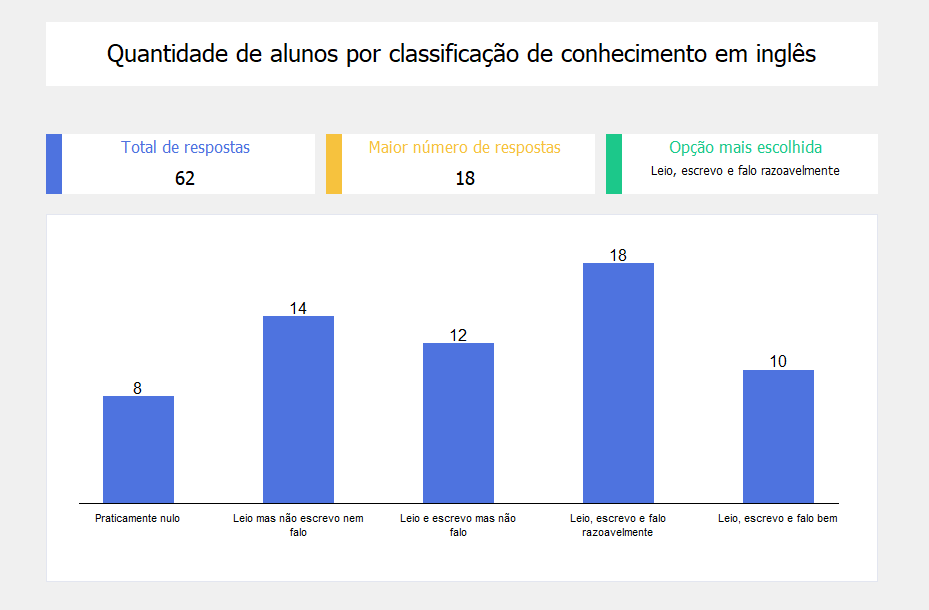 Quantidade de alunos por classificação de conhecimento em inglês
Total de respostas
62
Maior número de respostas
18
Opção mais escolhida
Leio, escrevo e falo razoavelmente
8
14
12
18
10
Praticamente nulo
Leio mas não escrevo nem
falo
Leio e escrevo mas não
falo
Leio, escrevo e falo
razoavelmente
Leio, escrevo e falo bem